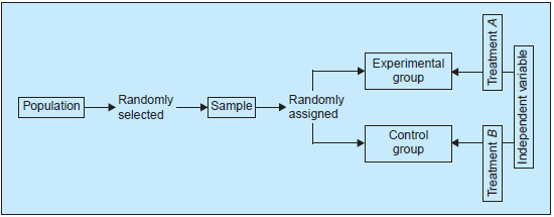 Population
Randomly
selected
Sample
Randomly
assigned
Experimental
group
Control
group
Treatment A
Treatment B
Independent variable